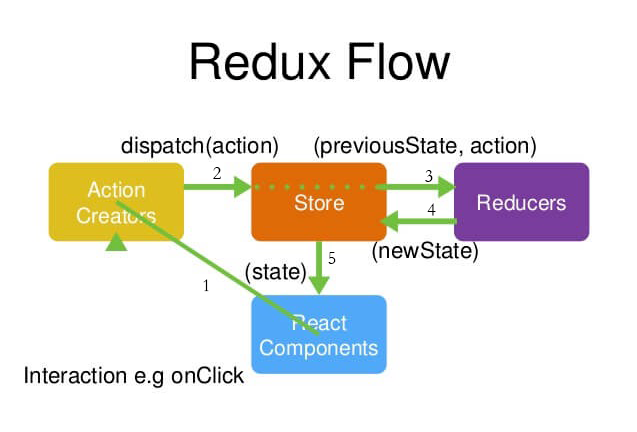 Redux Flow
dispatch(action)
(previousState, action)
2
3
Action
Creators
Store
Reducers
4
(newState)
5
(state)
1
React
Components
Interaction e.g onClick